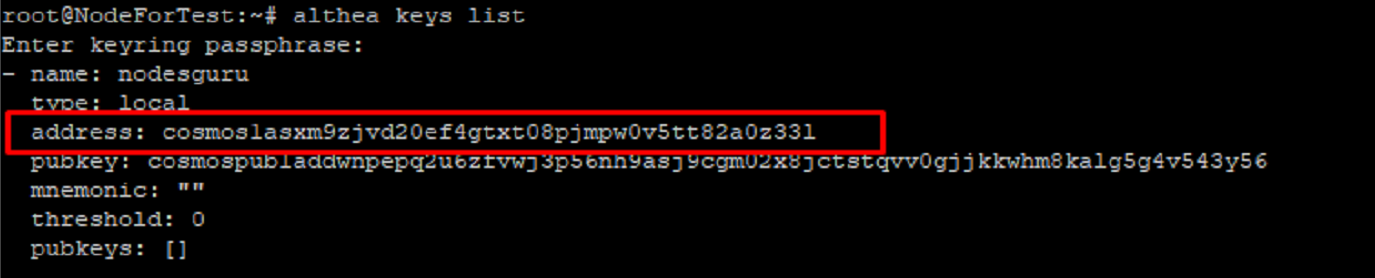 root@NodeForTest:~# althea keys list
Enter keyring passphrase:
- name: nodesguru
type: local
address: cosmos1asxm9zjvd20ef4gtxt08pjmpw0v5tt82a0z33l
pubkey: cosmospub1addwnpepq2u6zfvwj3p56nh9asj9cgm02x8jctstqvv0gjjkkwhm8kalg5g4v543y56
mnemonic: ""
threshold: 0
pubkeys: []